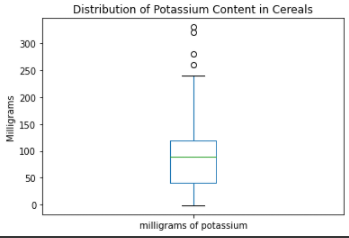 Distribution of Potassium Content in Cereals
300
250
200
150
100
50
0
Milligrams
milligrams of potassium